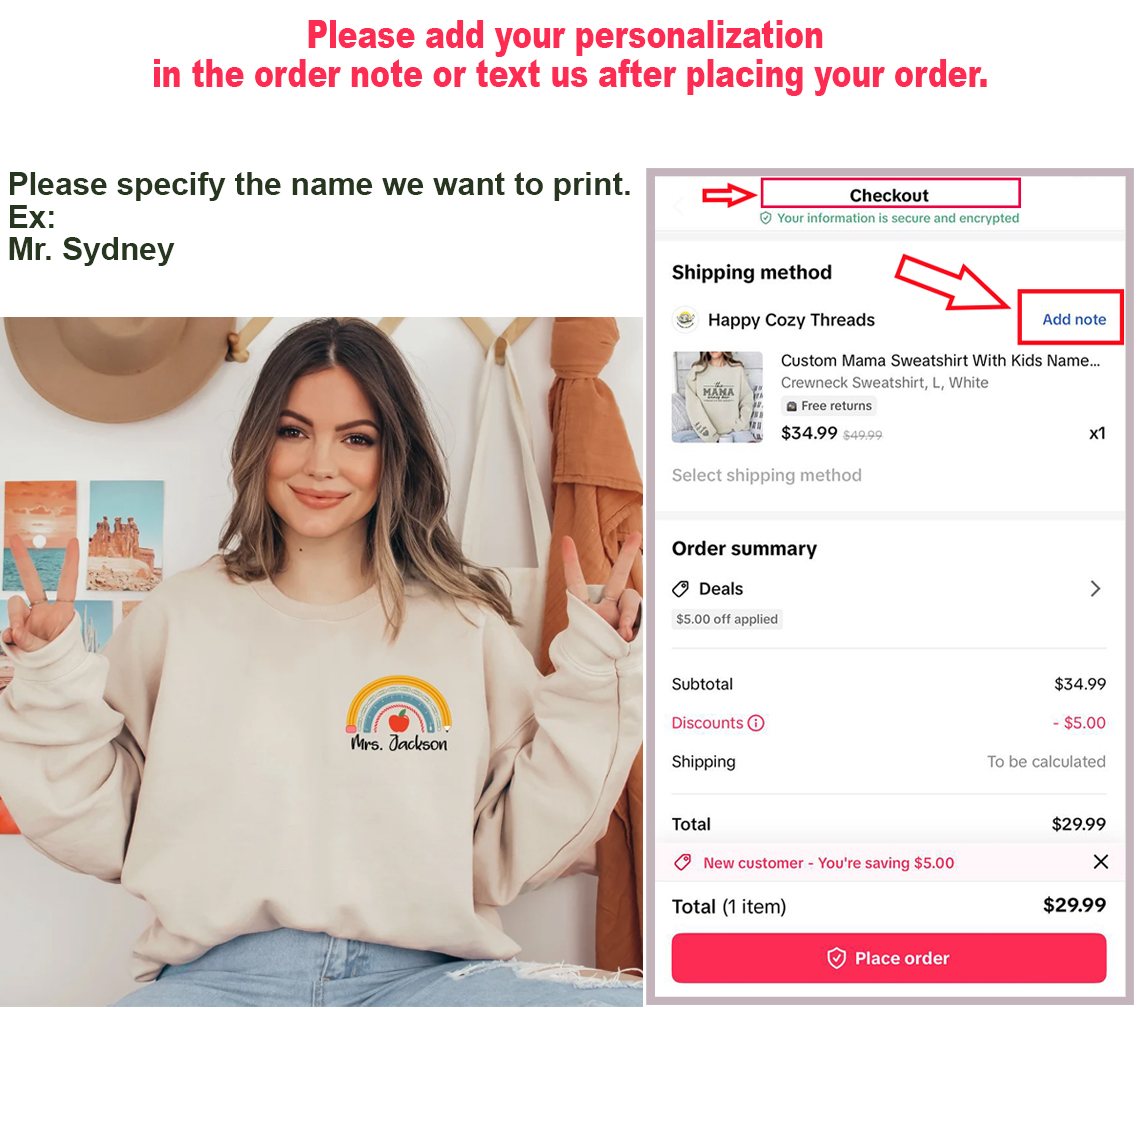 Please add your personalization
in the order note or text us after placing your order.
Please specify the name we want to print.
Ex:
Mr. Sydney
Mrs. Jackson
Checkout
Your information is secure and encrypted
Shipping method
Happy Cozy Threads
Add note
Custom Mama Sweatshirt With Kids Name...
Crewneck Sweatshirt, L, White
Free returns
$34.99 $49.99
x1
MAMA
Select shipping method
Order summary
Deals
$5.00 off applied
Subtotal
$34.99
Discounts
- $5.00
Shipping
To be calculated
Total
$29.99
New customer - You're saving $5.00
Total (1 item)
$29.99
Place order